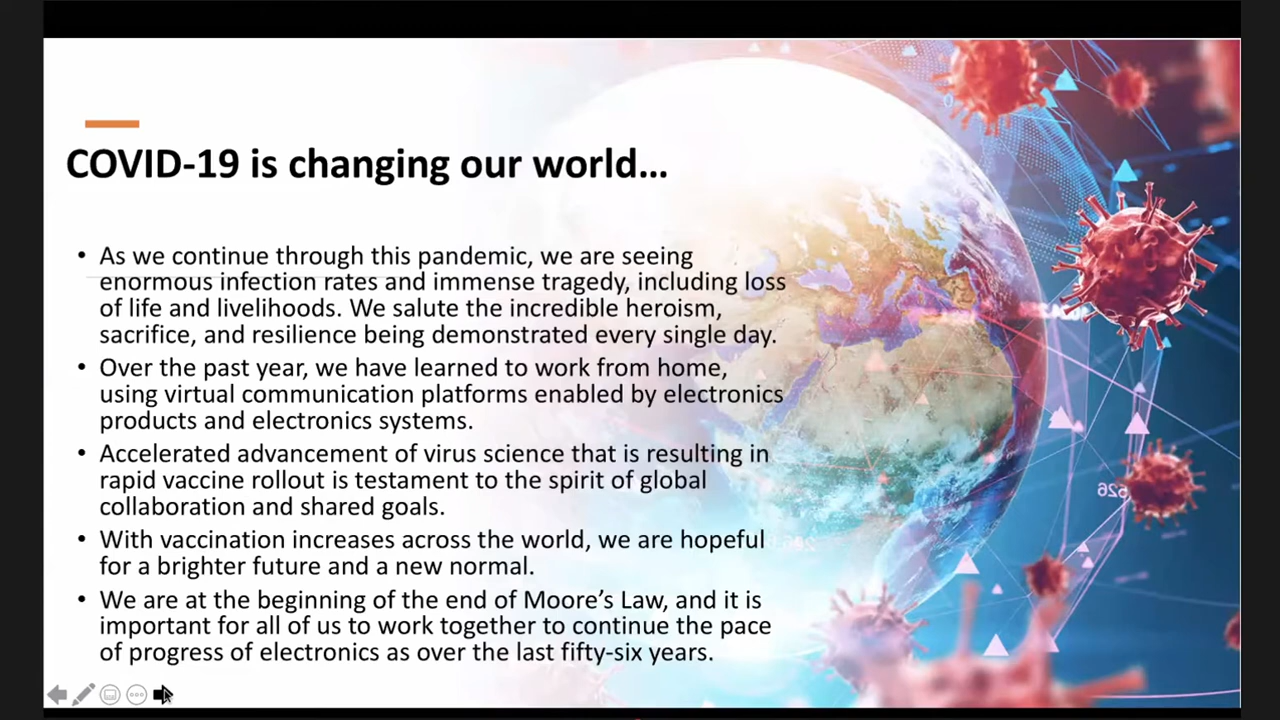 COVID-19 is changing our world...
• As we continue through this pandemic, we are seeing
enormous infection rates and immense tragedy, including loss
of life and livelihoods. We salute the incredible heroism,
sacrifice, and resilience being demonstrated every single day.
• Over the past year, we have learned to work from home,
using virtual communication platforms enabled by electronics
products and electronics systems.
• Accelerated advancement of virus science that is resulting in
rapid vaccine rollout is testament to the spirit of global
collaboration and shared goals.
• With vaccination increases across the world, we are hopeful
for a brighter future and a new normal.
• We are at the beginning of the end of Moore’s Law, and it is
important for all of us to work together to continue the pace
of progress of electronics as over the last fifty-six years.